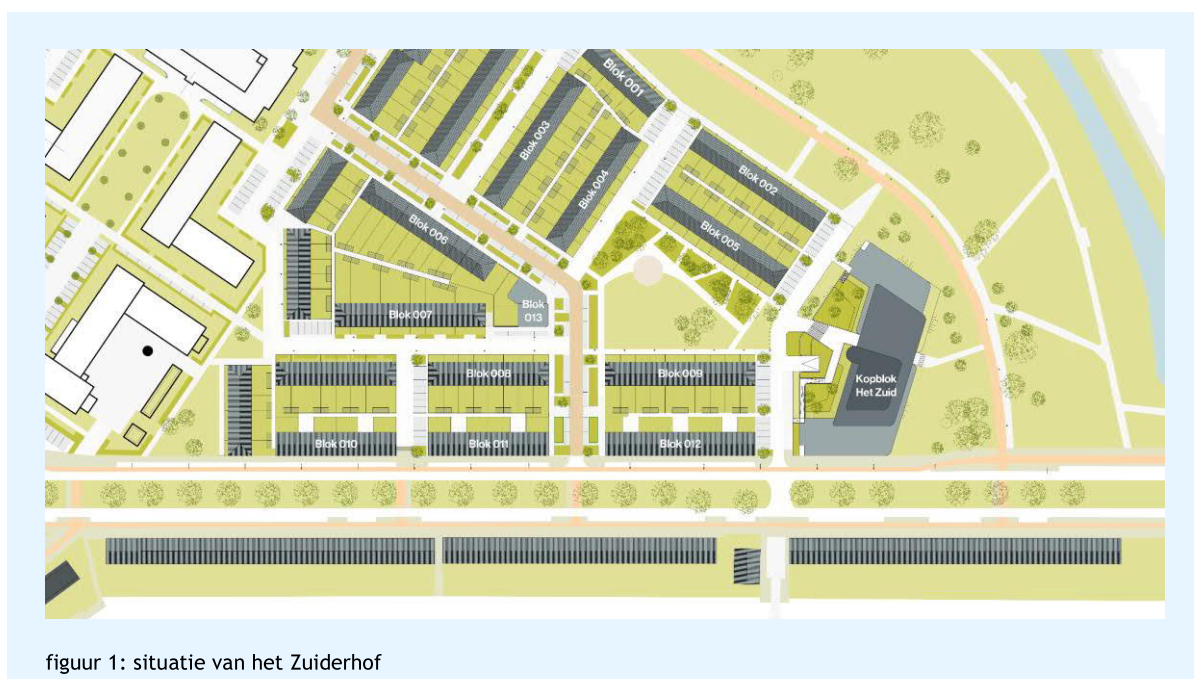 Blok 001
Blok 003
Blok 002
Blok 004
Blok 005
Blok 006
Blok
013
Blok 007
Blok 008
Blok 009
Kopblok
Het Zuid
Blok 010
Blok 011
Blok 012
figuur 1: situatie van het Zuiderhof